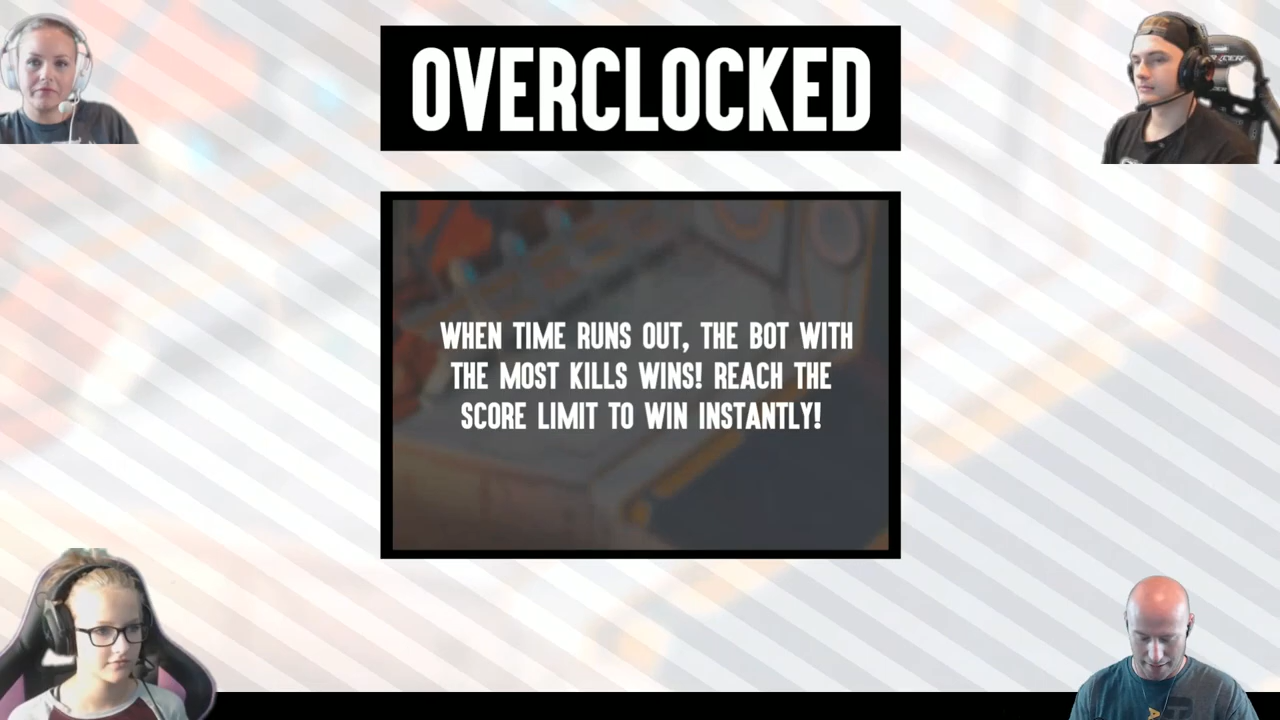 OVERCLOCKED
WHEN TIME RUNS OUT, THE BOT WITH
THE MOST KILLS WINS! REACH THE
SCORE LIMIT TO WIN INSTANTLY!